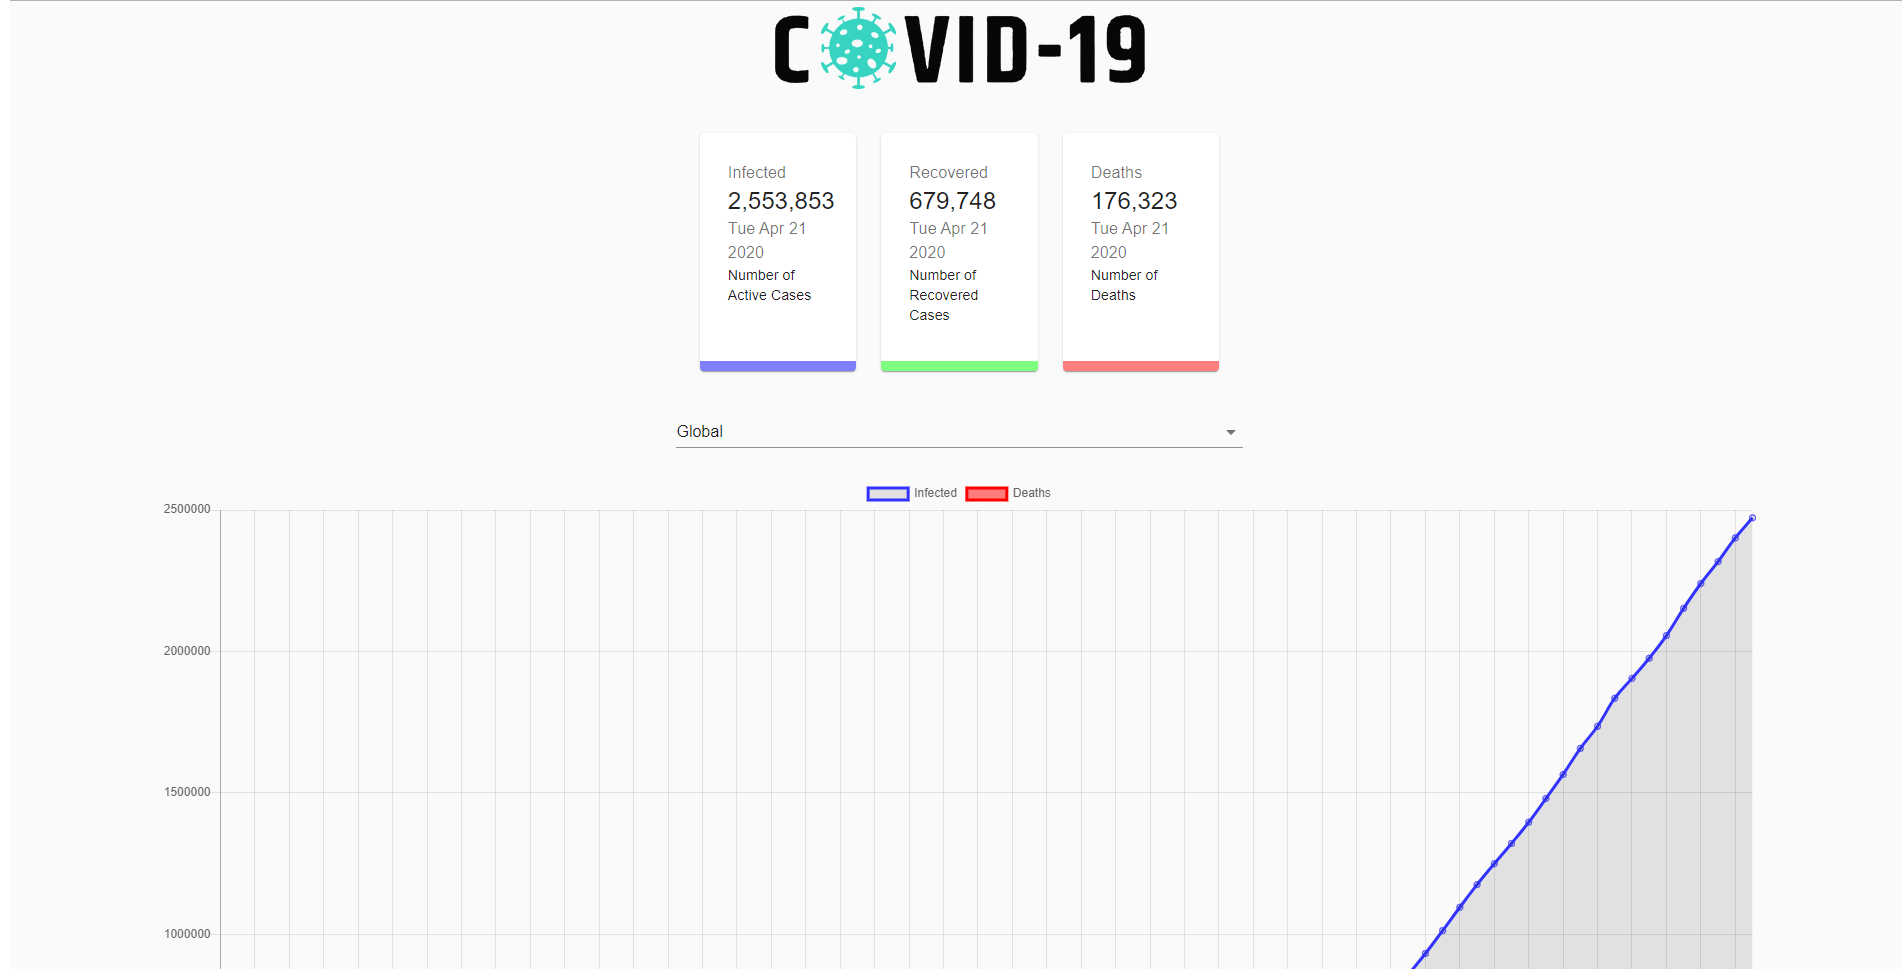 COVID-19
Infected
2,553,853
Tue Apr 21
2020
Number of
Active Cases
Recovered
679,748
Tue Apr 21
2020
Number of
Recovered
Cases
Deaths
176,323
Tue Apr 21
2020
Number of
Deaths
Global
Infected Deaths
2500000
2000000
1500000
1000000